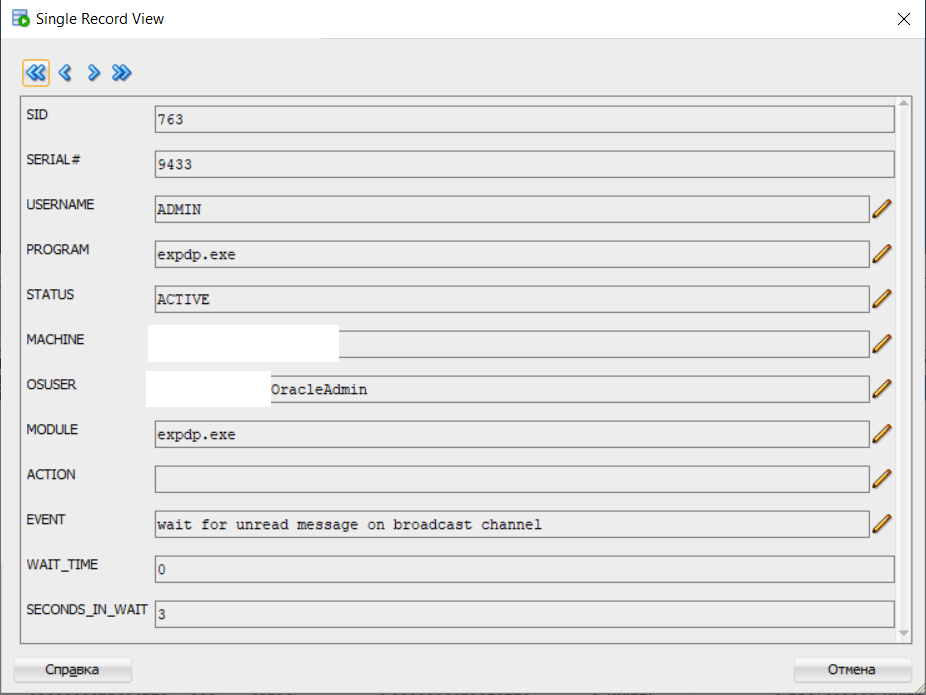 Single Record View
SID 763
SERIAL# 9433
USERNAME ADMIN
PROGRAM expdp.exe
STATUS ACTIVE
MACHINE
OSUSER OracleAdmin
MODULE expdp.exe
ACTION
EVENT wait for unread message on broadcast channel
WAIT_TIME 0
SECONDS_IN_WAIT 3
Справка Отмена